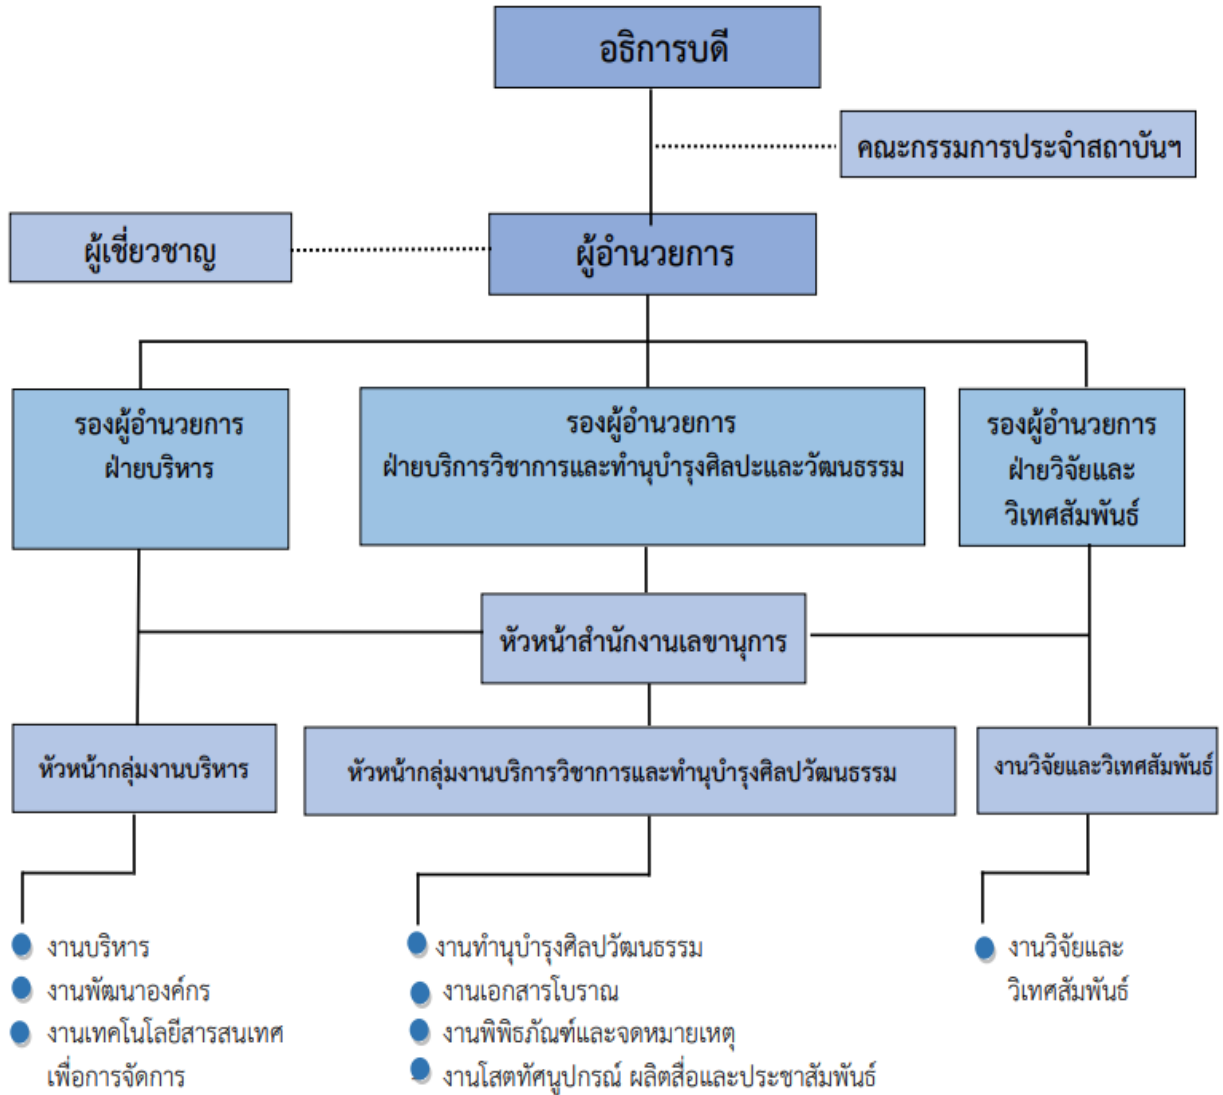 อธิการบดี
คณะกรรมการประจำสถาบันฯ
ผู้เชี่ยวชาญ
ผู้อำนวยการ
รองผู้อำนวยการ
ฝ่ายบริหาร
รองผู้อำนวยการ
ฝ่ายบริการวิชาการและทำนุบำรุงศิลปะและวัฒนธรรม
รองผู้อำนวยการ
ฝ่ายวิจัยและ
วิเทศสัมพันธ์
หัวหน้าสำนักงานเลขานุการ
หัวหน้ากลุ่มงานบริหาร
หัวหน้ากลุ่มงานบริการวิชาการและทำนุบำรุงศิลปวัฒนธรรม
งานวิจัยและวิเทศสัมพันธ์
งานบริหาร
งานพัฒนาองค์กร
งานเทคโนโลยีสารสนเทศ
เพื่อการจัดการ
งานทำนุบำรุงศิลปวัฒนธรรม
งานเอกสารโบราณ
งานพิพิธภัณฑ์และจดหมายเหตุ
งานโสตทัศนูปกรณ์ ผลิตสื่อและประชาสัมพันธ์
งานวิจัยและ
วิเทศสัมพันธ์